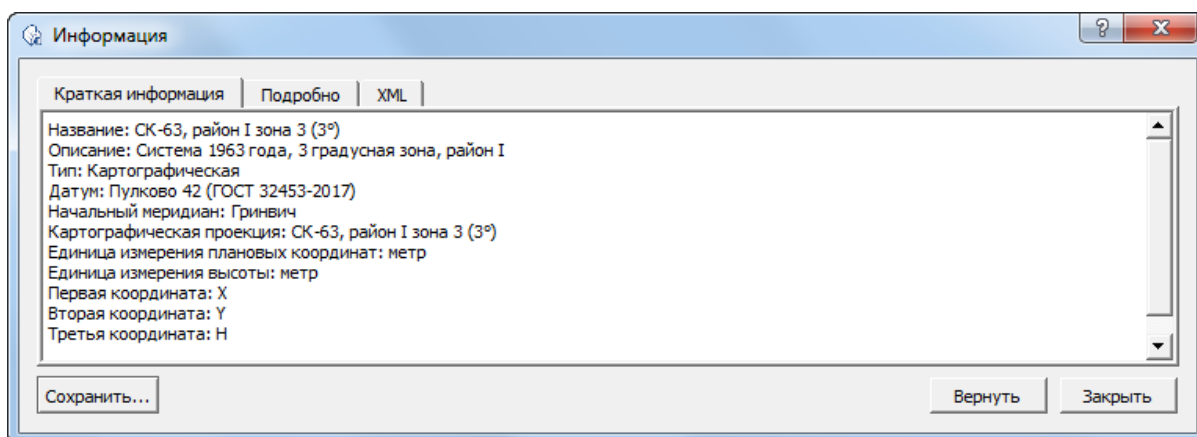 Информация
Краткая информация
Подробно
XML
Название: СК-63, район I зона 3 (3°)
Описание: Система 1963 года, 3 градусная зона, район I
Тип: Картографическая
Датум: Пулково 42 (ГОСТ 32453-2017)
Начальный меридиан: Гринвич
Картографическая проекция: СК-63, район I зона 3 (3°)
Единица измерения плановых координат: метр
Единица измерения высоты: метр
Первая координата: X
Вторая координата: Y
Третья координата: H
Сохранить...
Вернуть
Закрыть